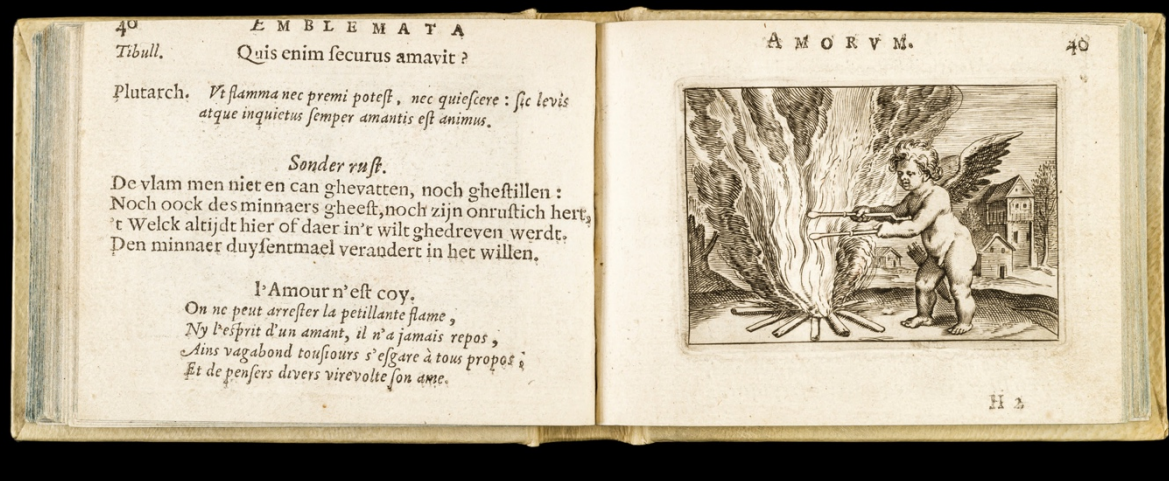 40
EMBLEMATA
Tibull. Quis enim ſecurus amavit ?
Plutarch. Vt flamma nec premi poteſt, nec quieſcere : ſic levis
atque inquietus ſemper amantis eſt animus.
Sonder ruſt.
De vlam men niet en can ghevatten, noch gheſtillen :
Noch oock des minnaers gheeſt, noch zijn onruſtich hert,
't Welck altijdt hier of daer in't wilt ghedreven werdt.
Den minnaer duyſentmael verandert in het willen.
l'Amour n'eſt coy.
On ne peut arreſter la petillante flame,
Ny l'eſprit d'un amant, il n'a jamais repos,
Ains vagabond touſiours s'eſgare à tous propos;
Et de penſers divers virevolte ſon ame.
AMORVM.
40
H 2